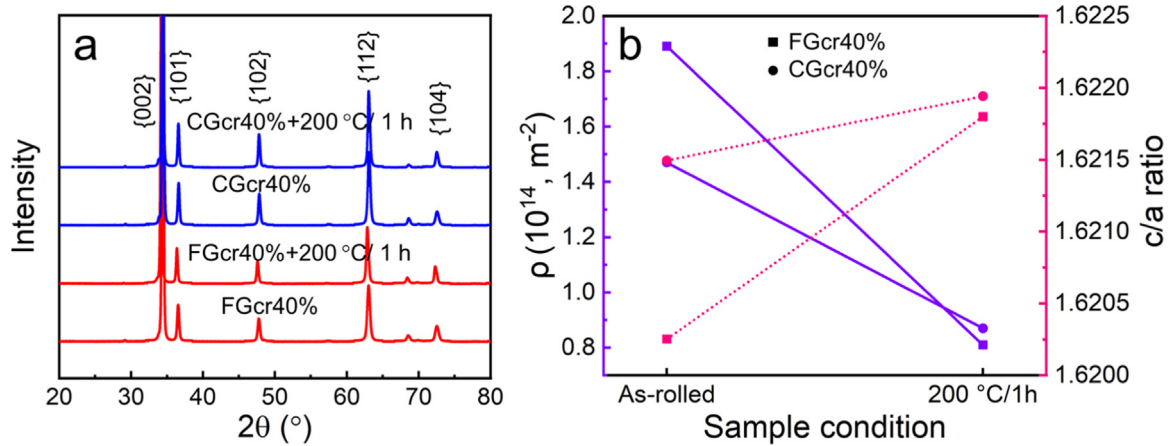 a
{002}
{101}
{102}
{112}
{104}
CGcr40%+200 °C/ 1 h
CGcr40%
FGcr40%+200 °C/ 1 h
FGcr40%
Intensity
20 30 40 50 60 70 80
2θ (°)
b
FGcr40%
CGcr40%
ρ (10¹⁴, m⁻²)
2.0
1.8
1.6
1.4
1.2
1.0
0.8
As-rolled 200 °C/1h
Sample condition
1.6225
1.6220
1.6215
1.6210
1.6205
1.6200
c/a ratio